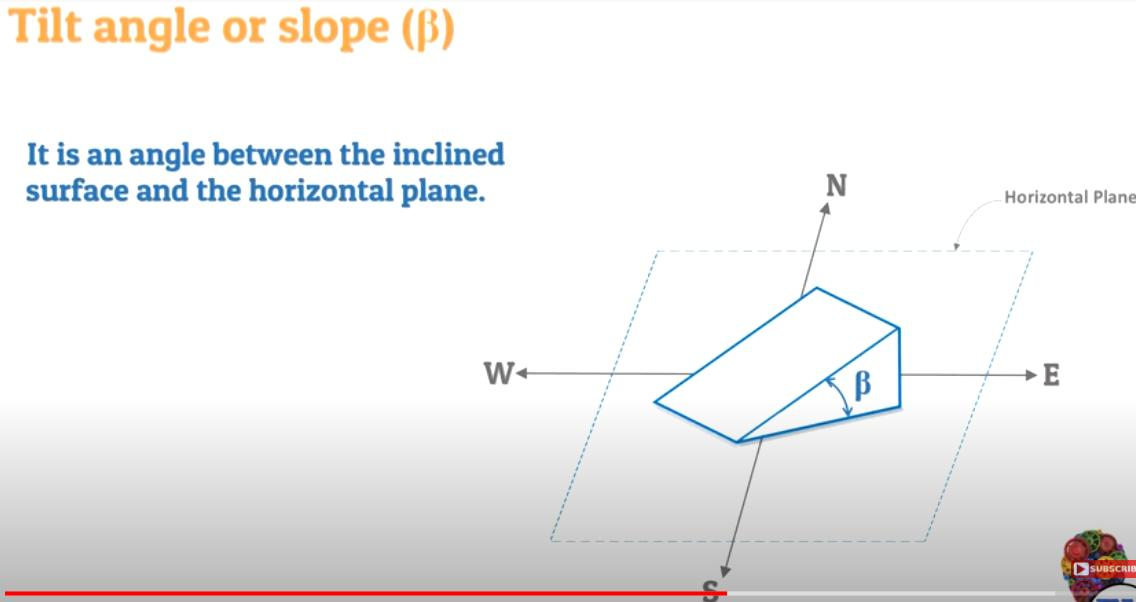 Tilt angle or slope (β)
It is an angle between the inclined
surface and the horizontal plane.
N
Horizontal Plane
W
E
β
S
SUBSCRIB